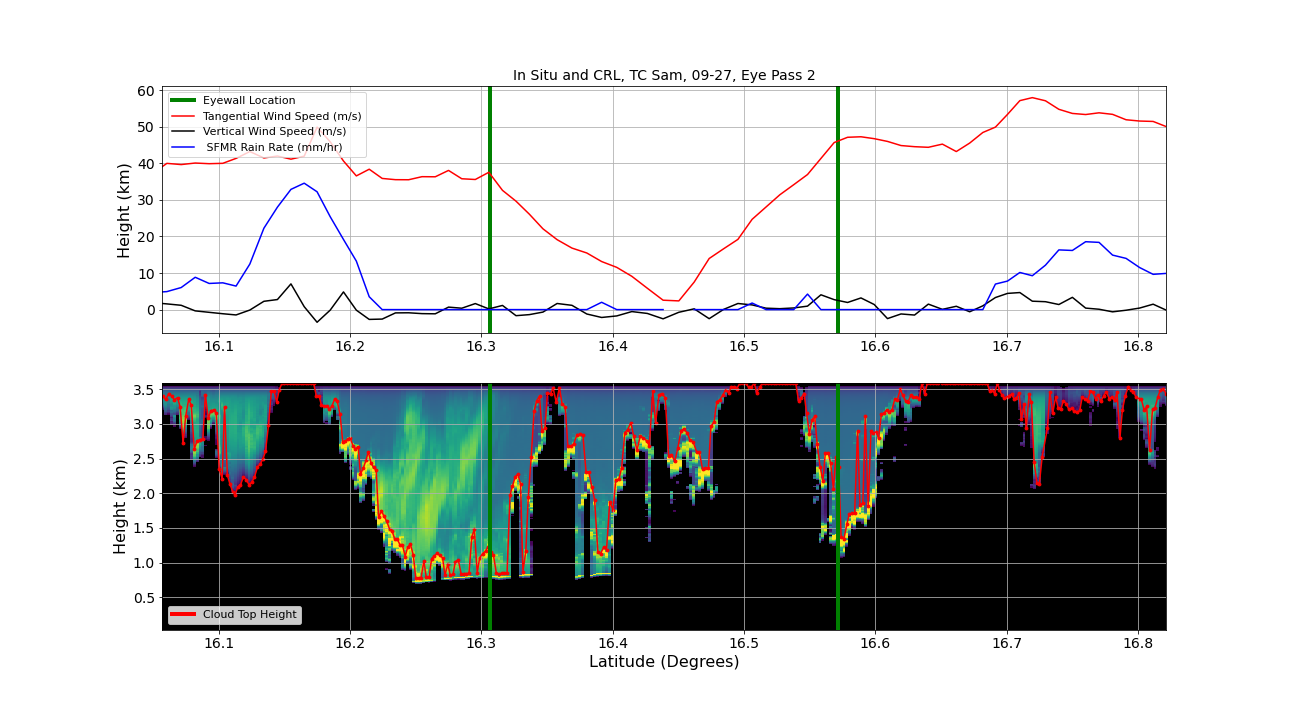 In Situ and CRL, TC Sam, 09-27, Eye Pass 2
Height (km)
60
50
40
30
20
10
0
Eyewall Location
Tangential Wind Speed (m/s)
Vertical Wind Speed (m/s)
SFMR Rain Rate (mm/hr)
16.1 16.2 16.3 16.4 16.5 16.6 16.7 16.8
Height (km)
3.5
3.0
2.5
2.0
1.5
1.0
0.5
Cloud Top Height
16.1 16.2 16.3 16.4 16.5 16.6 16.7 16.8
Latitude (Degrees)